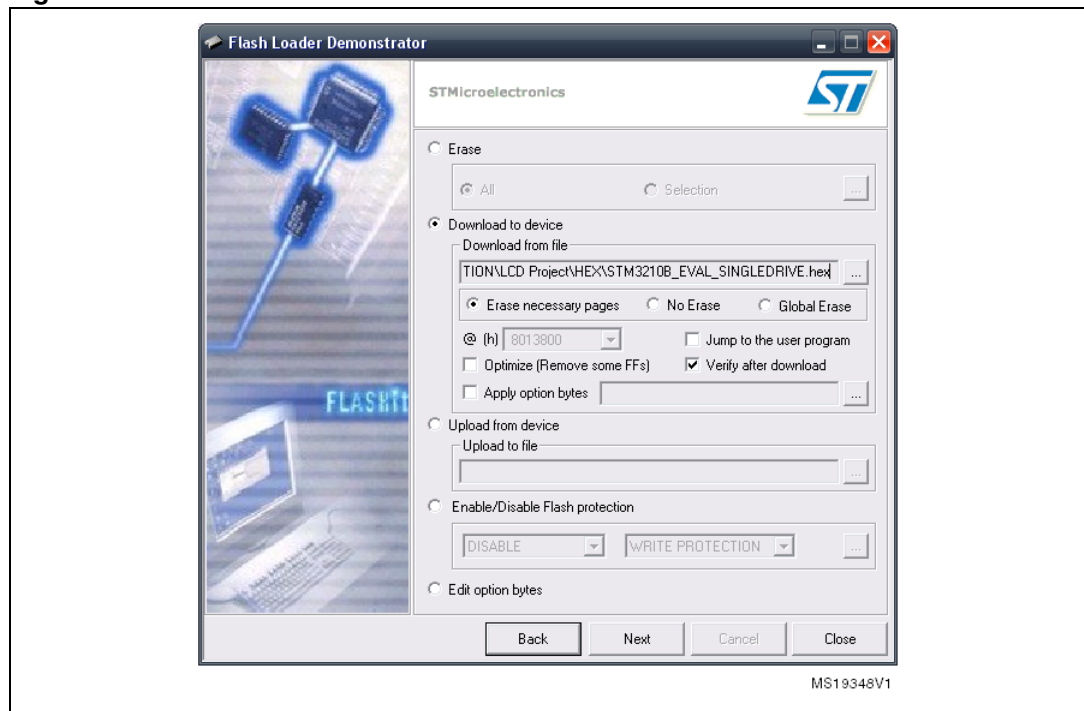 Flash Loader Demonstrator
STMicroelectronics
ST
Erase
All Selection ...
Download to device
Download from file
TION\LCD Project\HEX\STM3210B_EVAL_SINGLEDRIVE.hex ...
Erase necessary pages No Erase Global Erase
@ (h) 8013800 Jump to the user program
Optimize (Remove some FFs) Verify after download
Apply option bytes ...
FLASHit
Upload from device
Upload to file
...
Enable/Disable Flash protection
DISABLE WRITE PROTECTION ...
Edit option bytes
Back Next Cancel Close
MS19348V1